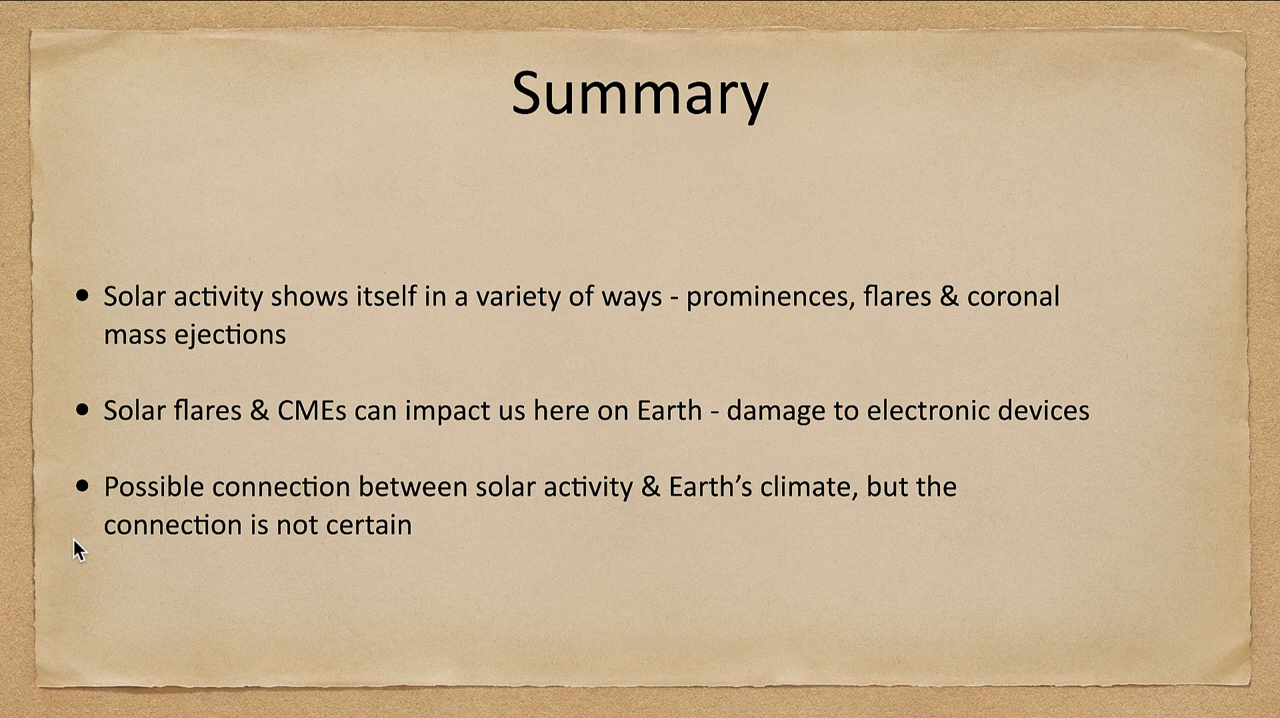 Summary
• Solar activity shows itself in a variety of ways - prominences, flares & coronal
mass ejections
• Solar flares & CMEs can impact us here on Earth - damage to electronic devices
• Possible connection between solar activity & Earth’s climate, but the
connection is not certain